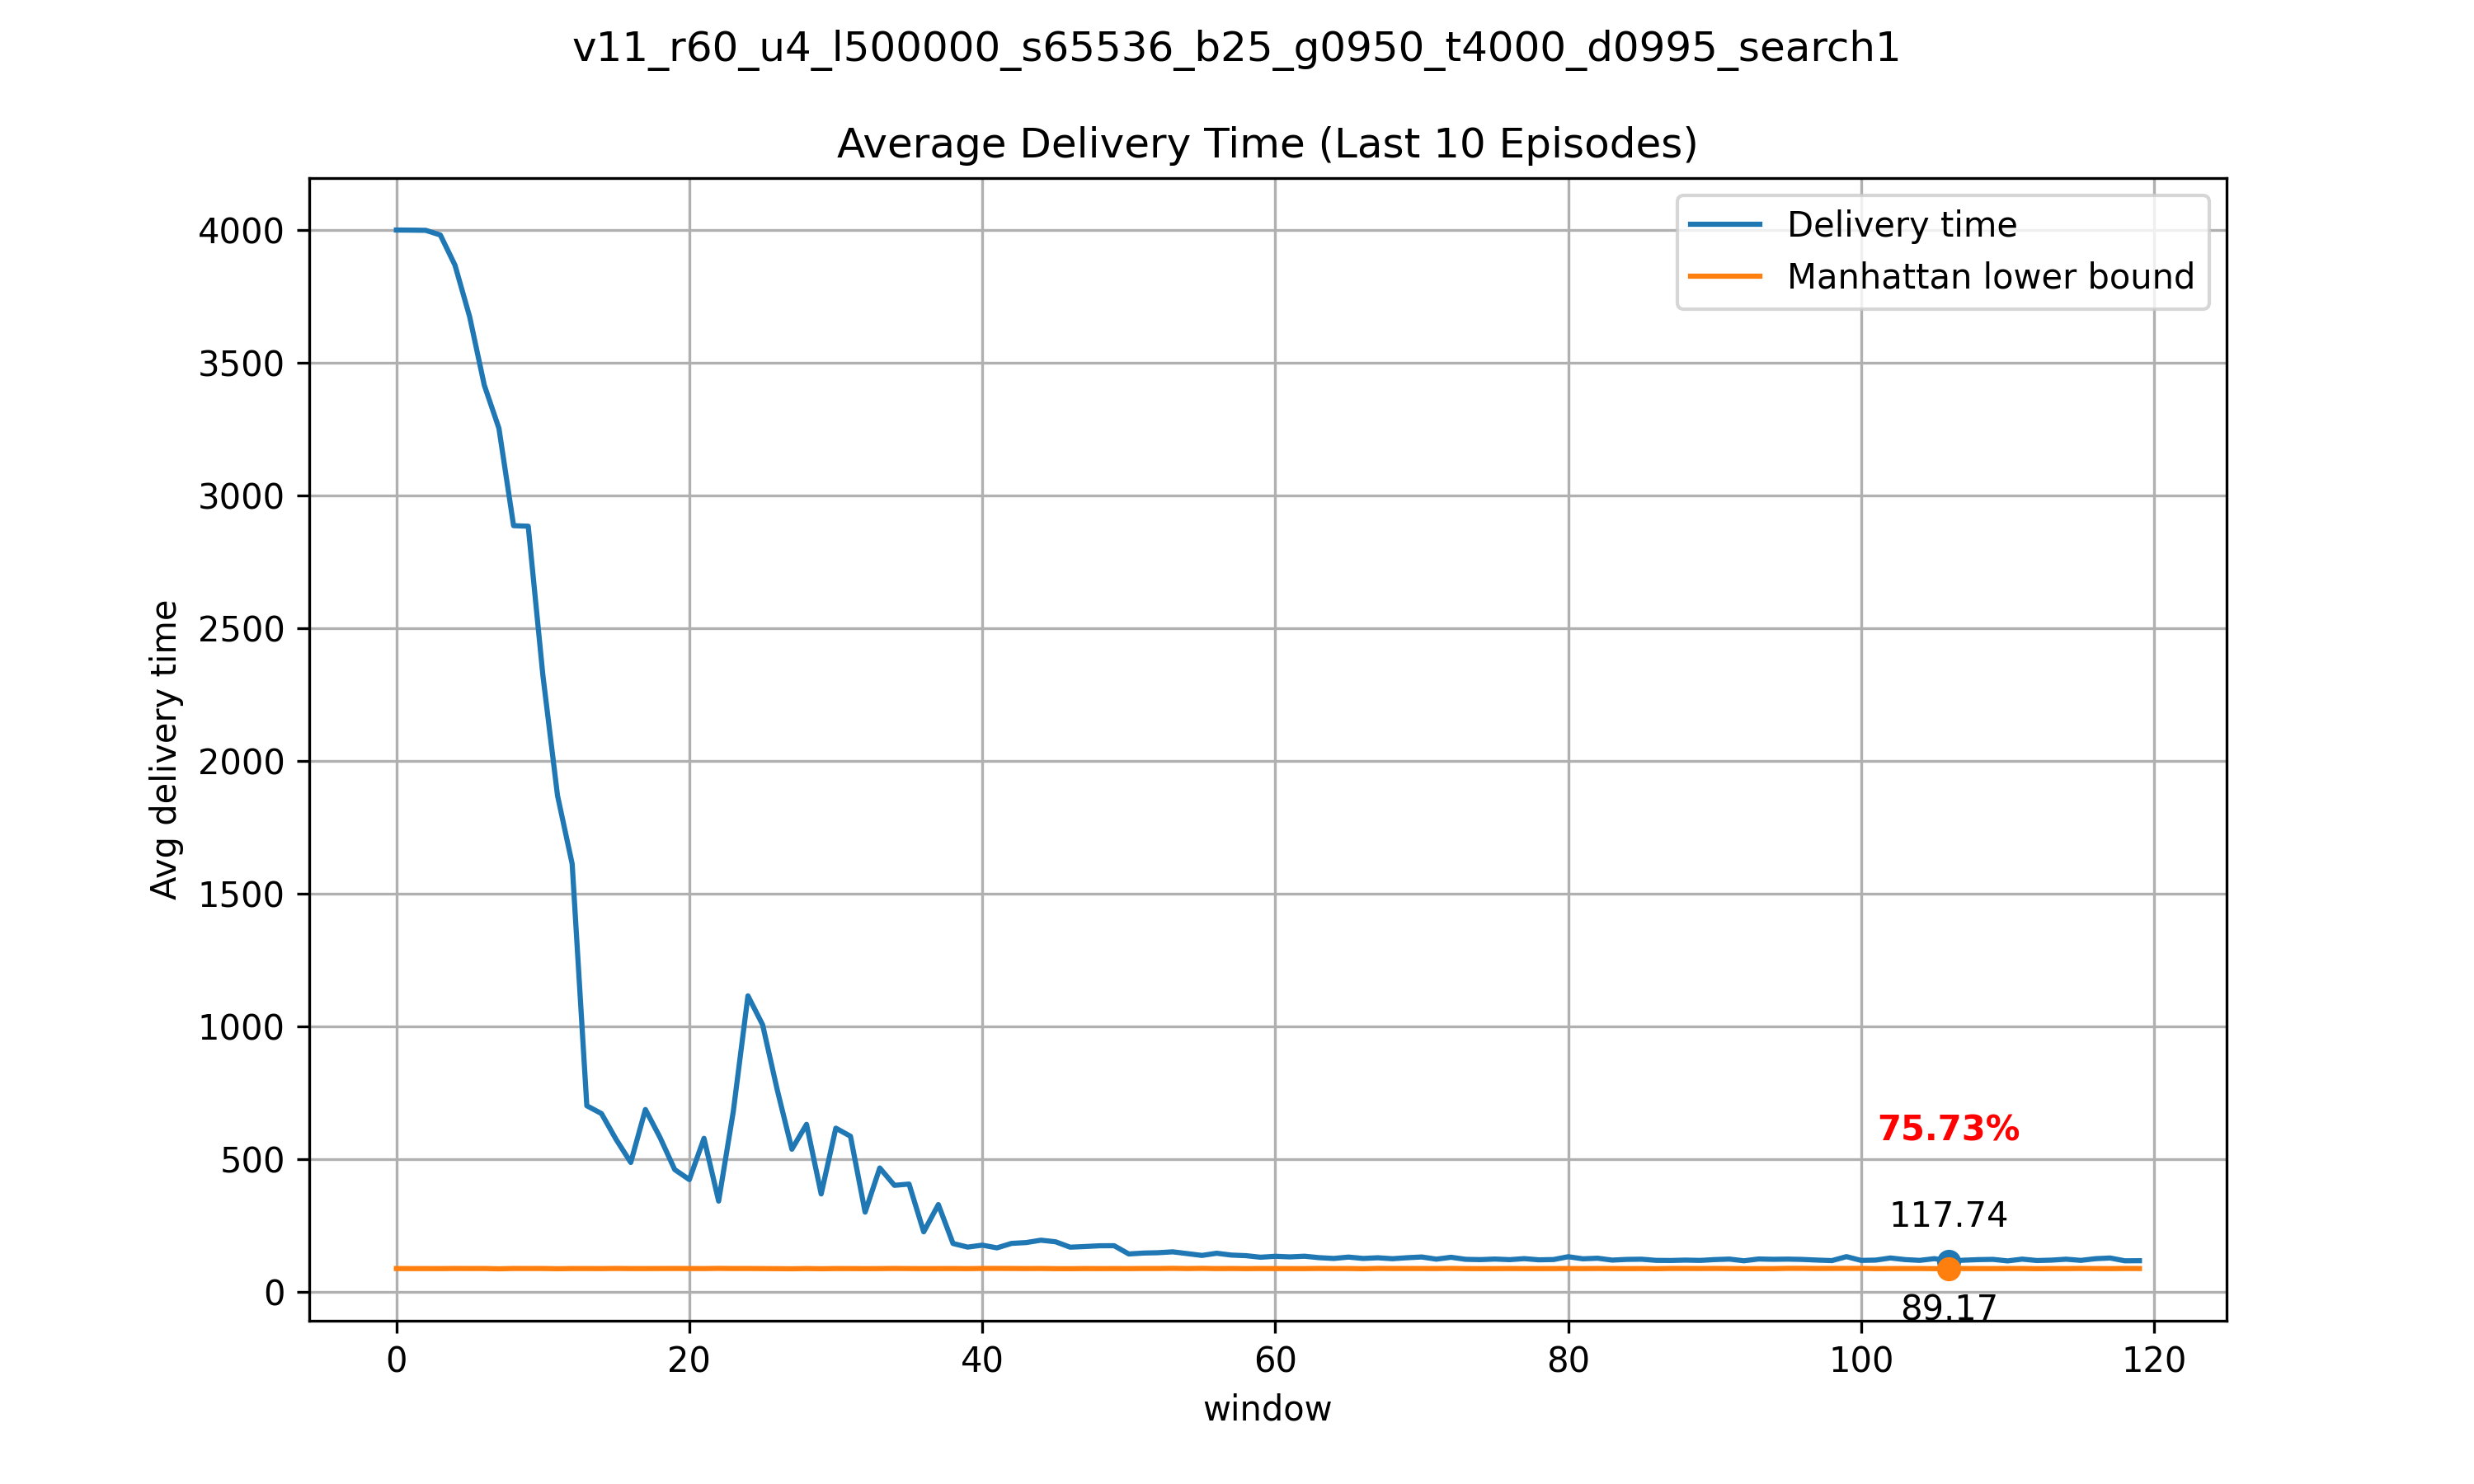 v11_r60_u4_l500000_s65536_b25_g0950_t4000_d0995_search1
Average Delivery Time (Last 10 Episodes)
Delivery time
Manhattan lower bound
4000
3500
3000
2500
2000
1500
1000
500
0
Avg delivery time
75.73%
117.74
89.17
0 20 40 60 80 100 120
window